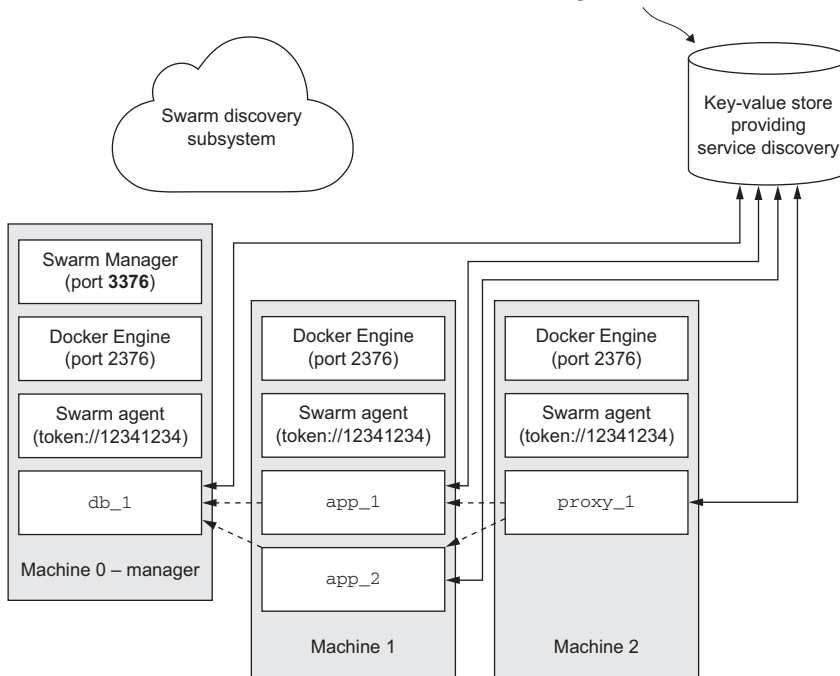 Swarm discovery
subsystem
Key-value store
providing
service discovery
Swarm Manager
(port 3376)
Docker Engine
(port 2376)
Swarm agent
(token://12341234)
db_1
Machine 0 – manager
Docker Engine
(port 2376)
Swarm agent
(token://12341234)
app_1
app_2
Machine 1
Docker Engine
(port 2376)
Swarm agent
(token://12341234)
proxy_1
Machine 2